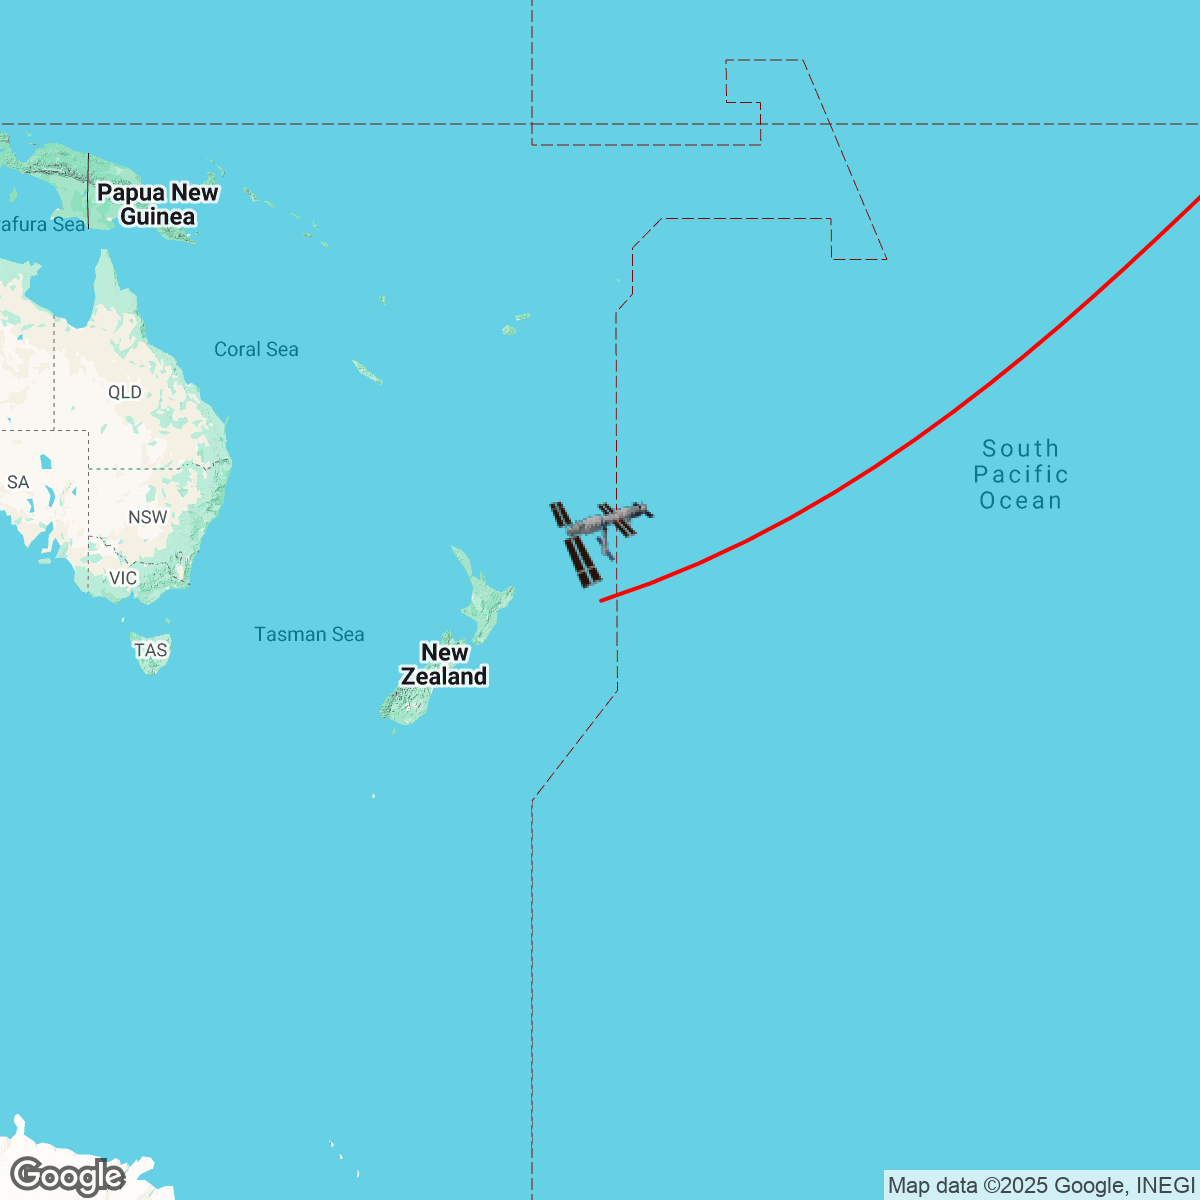 Papua New
Guinea
rafura Sea
Coral Sea
QLD
South
Pacific
Ocean
SA
NSW
VIC
Tasman Sea
TAS
New
Zealand
Google
Map data ©2025 Google, INEGI